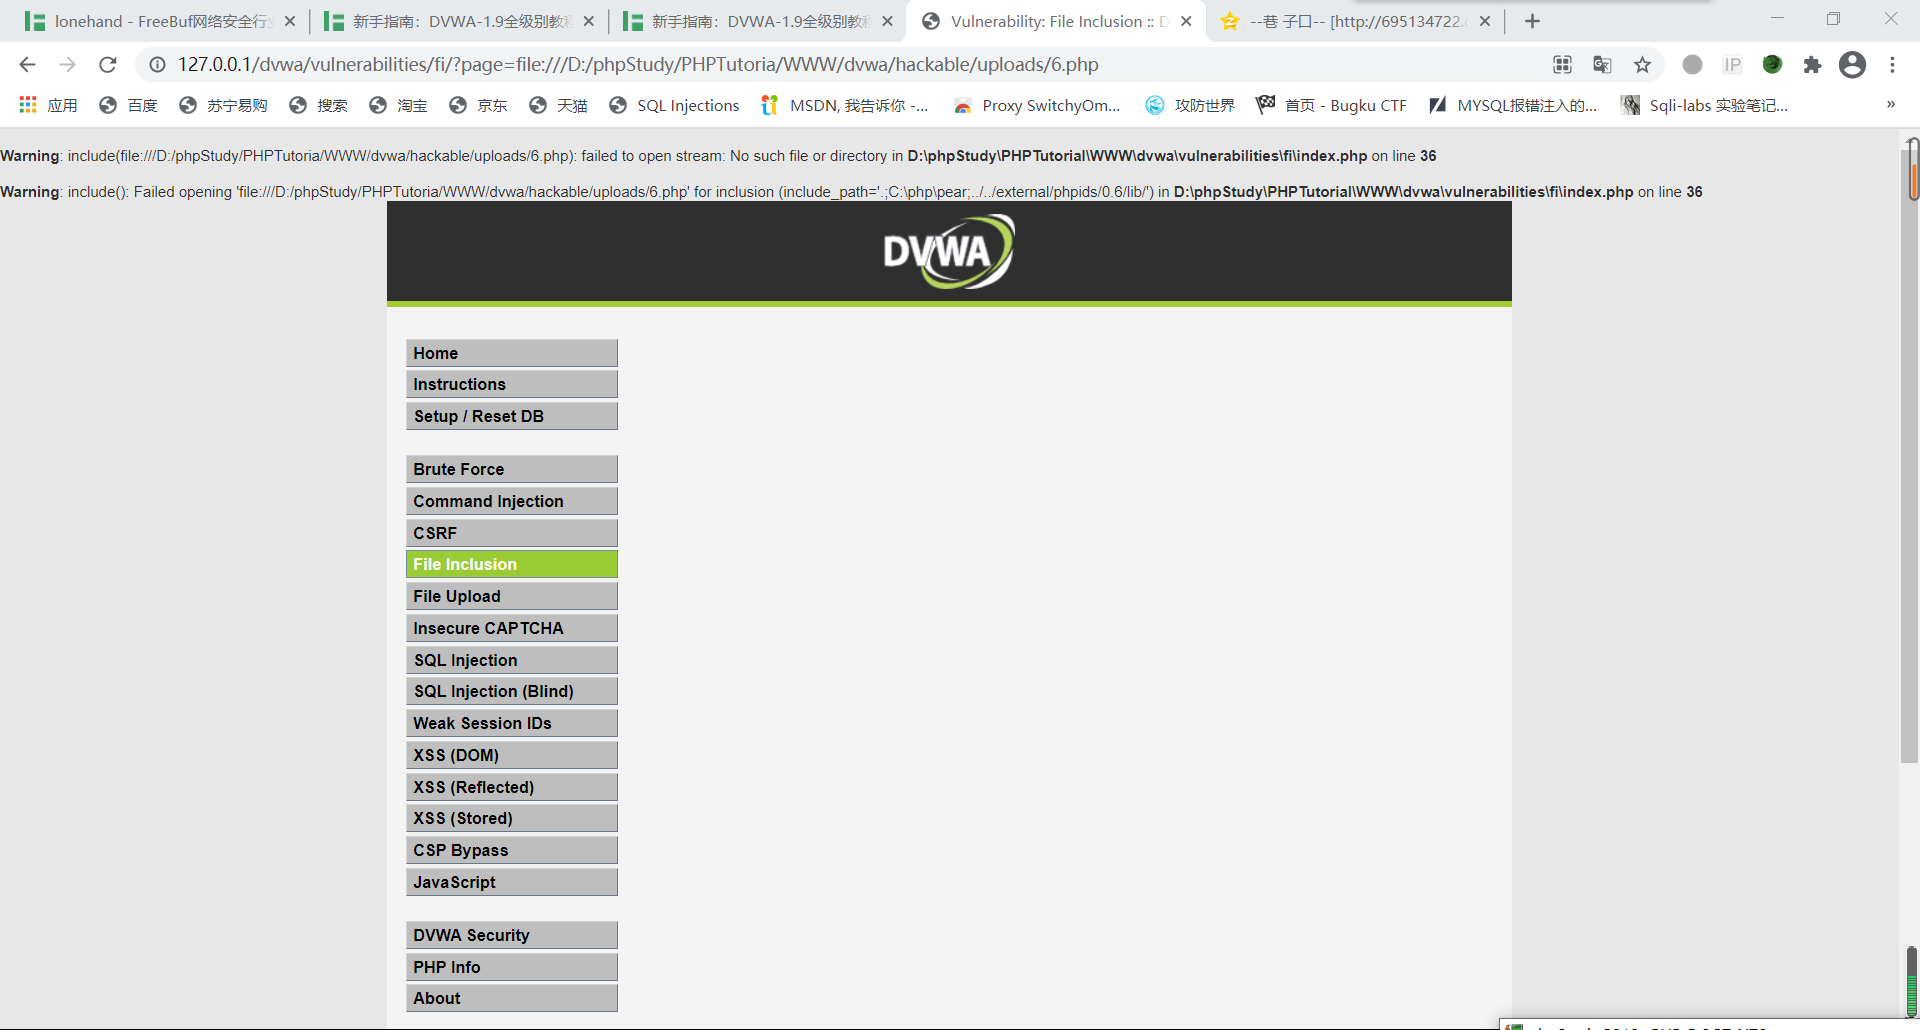 lonehand - FreeBuf网络安全行
新手指南：DVWA-1.9全级别教
新手指南：DVWA-1.9全级别教
Vulnerability: File Inclusion :: D
--巷 子口-- [http://695134722.
127.0.0.1/dvwa/vulnerabilities/fi/?page=file:///D:/phpStudy/PHPTutoria/WWW/dvwa/hackable/uploads/6.php
IP
应用 百度 苏宁易购 搜索 淘宝 京东 天猫 SQL Injections MSDN, 我告诉你 -... Proxy SwitchyOm... 攻防世界 首页 - Bugku CTF MYSQL报错注入的... Sqli-labs 实验笔记... »
Warning: include(file:///D:/phpStudy/PHPTutoria/WWW/dvwa/hackable/uploads/6.php): failed to open stream: No such file or directory in D:\phpStudy\PHPTutorial\WWW\dvwa\vulnerabilities\fi\index.php on line 36
Warning: include(): Failed opening 'file:///D:/phpStudy/PHPTutoria/WWW/dvwa/hackable/uploads/6.php' for inclusion (include_path='.;C:\php\pear;../../external/phpids/0.6/lib/') in D:\phpStudy\PHPTutorial\WWW\dvwa\vulnerabilities\fi\index.php on line 36
DVWA
Home
Instructions
Setup / Reset DB
Brute Force
Command Injection
CSRF
File Inclusion
File Upload
Insecure CAPTCHA
SQL Injection
SQL Injection (Blind)
Weak Session IDs
XSS (DOM)
XSS (Reflected)
XSS (Stored)
CSP Bypass
JavaScript
DVWA Security
PHP Info
About